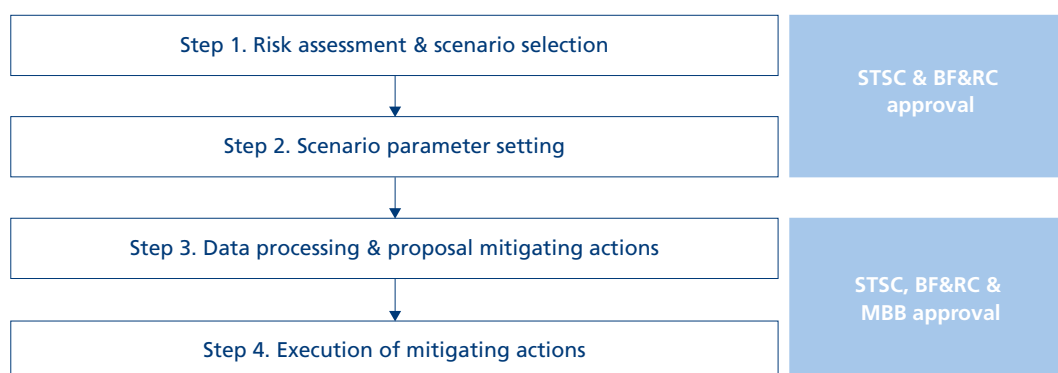 Step 1. Risk assessment & scenario selection
STSC & BF&RC
approval
Step 2. Scenario parameter setting
Step 3. Data processing & proposal mitigating actions
STSC, BF&RC &
MBB approval
Step 4. Execution of mitigating actions